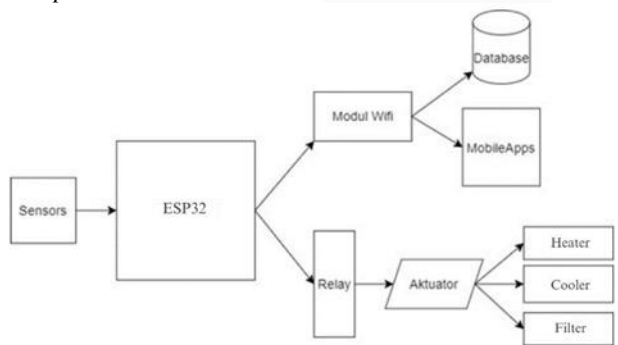 Database
Modul Wifi
MobileApps
Sensors
ESP32
Relay
Aktuator
Heater
Cooler
Filter